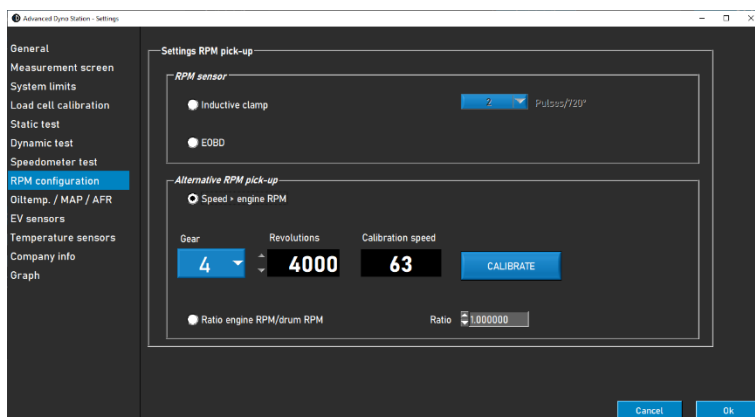 Advanced Dyno Station - Settings
General
Measurement screen
System limits
Load cell calibration
Static test
Dynamic test
Speedometer test
RPM configuration
Oiltemp. / MAP / AFR
EV sensors
Temperature sensors
Company info
Graph
Settings RPM pick-up
RPM sensor
Inductive clamp
2 Pulses/720°
EOBD
Alternative RPM pick-up
Speed ▸ engine RPM
Gear Revolutions Calibration speed
4 4000 63 CALIBRATE
Ratio engine RPM/drum RPM Ratio 1.000000
Cancel Ok